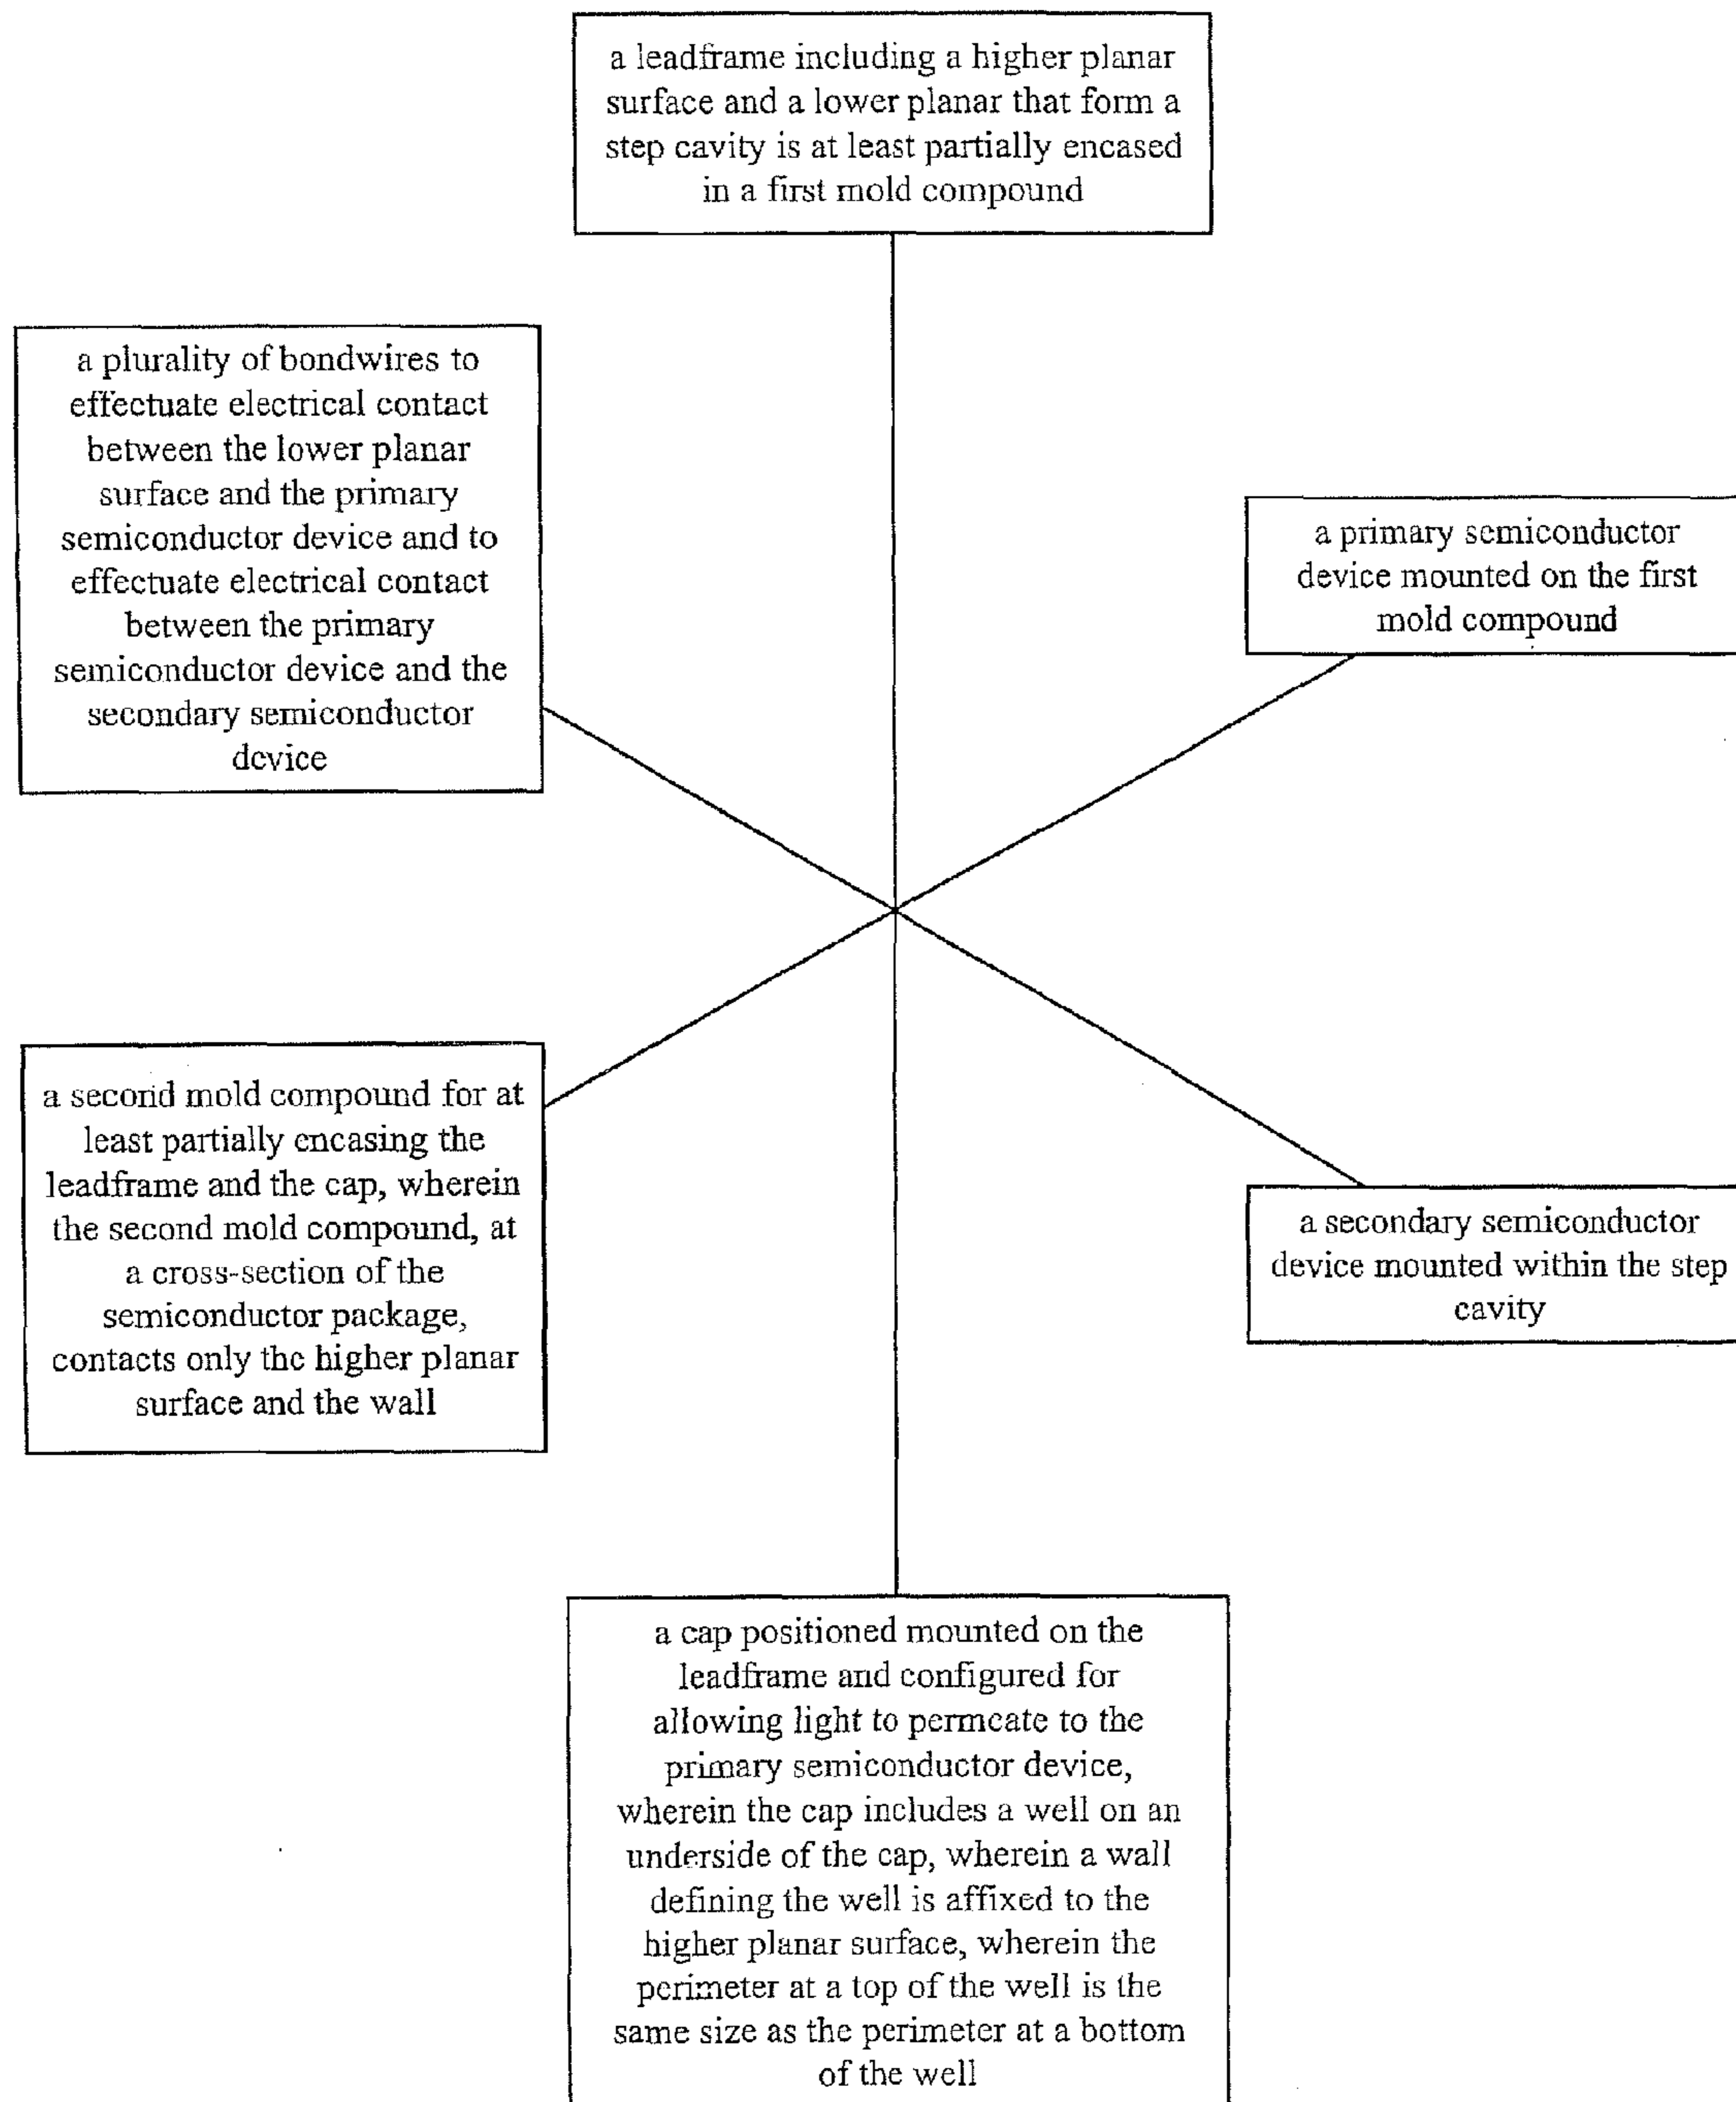 a leadframe including a higher planar
surface and a lower planar that form a
step cavity is at least partially encased
in a first mold compound
a plurality of bondwires to
effectuate electrical contact
between the lower planar
surface and the primary
semiconductor device and to
effectuate electrical contact
between the primary
semiconductor device and the
secondary semiconductor
device
a primary semiconductor
device mounted on the first
mold compound
a second mold compound for at
least partially encasing the
leadframe and the cap, wherein
the second mold compound, at
a cross-section of the
semiconductor package,
contacts only the higher planar
surface and the wall
a secondary semiconductor
device mounted within the step
cavity
a cap positioned mounted on the
leadframe and configured for
allowing light to permeate to the
primary semiconductor device,
wherein the cap includes a well on an
underside of the cap, wherein a wall
defining the well is affixed to the
higher planar surface, wherein the
perimeter at a top of the well is the
same size as the perimeter at a bottom
of the well